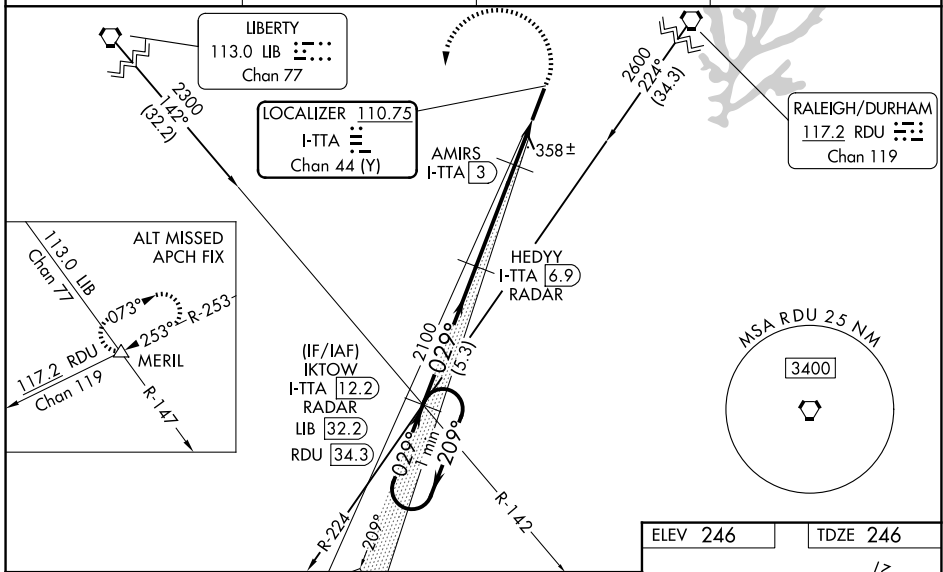 LIBERTY
113.0 LIB
Chan 77
2300
142°
(32.2)
LOCALIZER 110.75
I-TTA
Chan 44 (Y)
2600
224°
(34.3)
RALEIGH/DURHAM
117.2 RDU
Chan 119
AMIRS
I-TTA 3
358±
ALT MISSED
APCH FIX
113.0 LIB
Chan 77
073°
253°
R-253
MERIL
117.2 RDU
Chan 119
R-147
HEDYY
I-TTA 6.9
RADAR
2100
029°
(5.3)
(IF/IAF)
IKTOW
I-TTA 12.2
RADAR
LIB 32.2
RDU 34.3
029°
1 min
209°
R-224
209°
R-142
MSA RDU 25 NM
3400
ELEV 246
TDZE 246